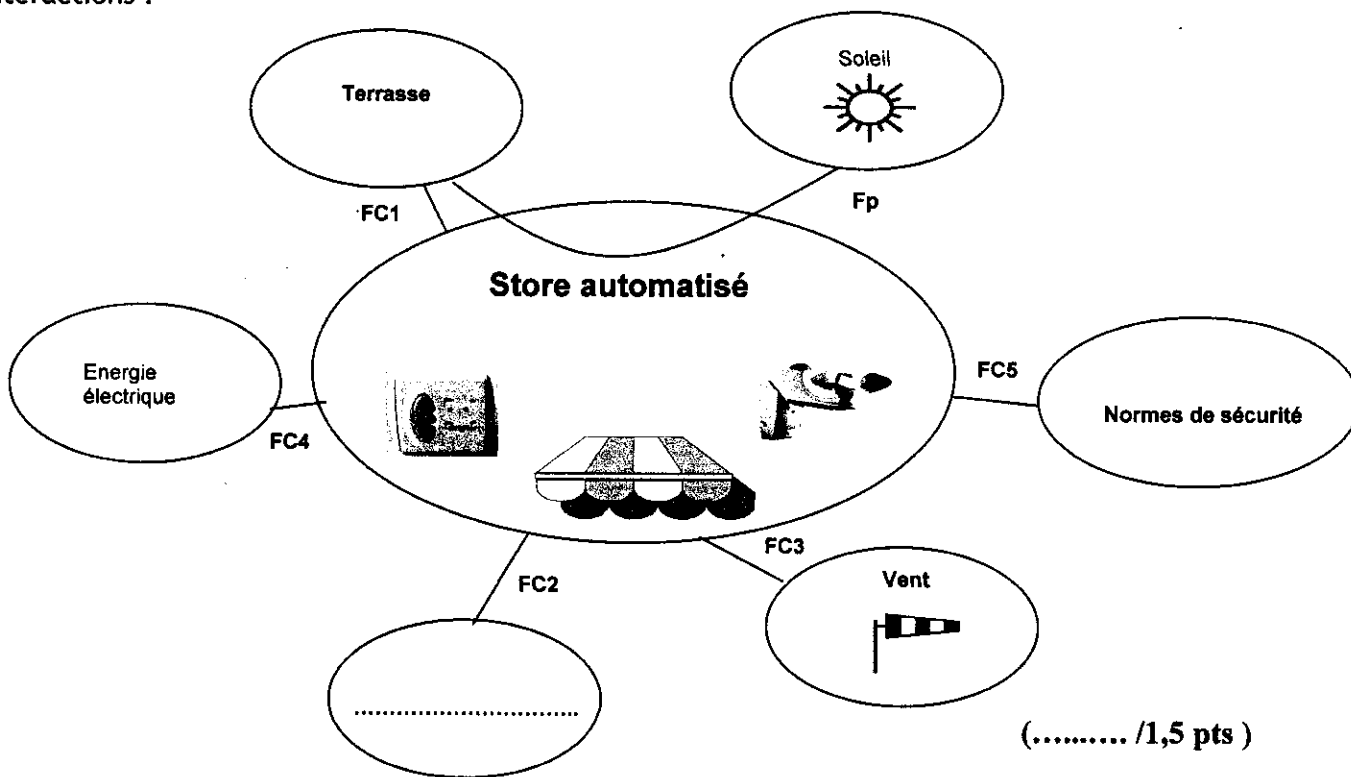 Soleil
Terrasse
FC1
Fp
Store automatisé
Energie
électrique
FC4
FC5
Normes de sécurité
FC3
FC2
Vent
........................................
(.......... /1,5 pts )